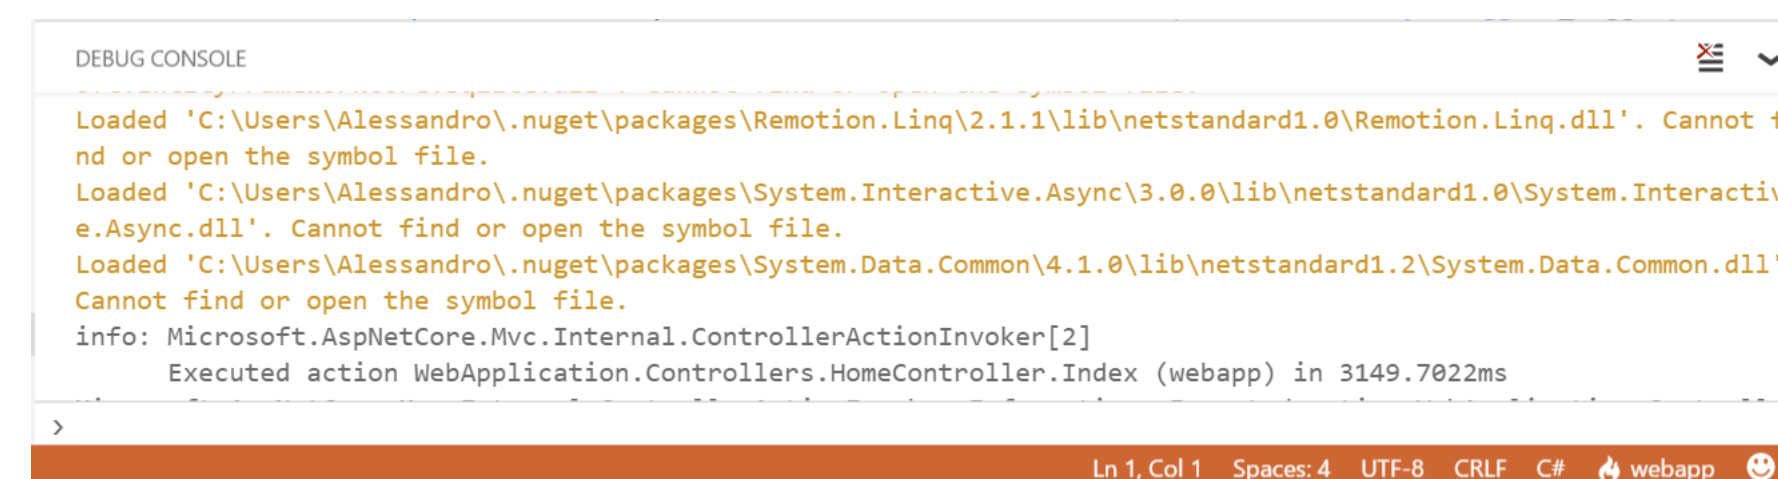 DEBUG CONSOLE
Loaded 'C:\Users\Alessandro\.nuget\packages\Remotion.Linq\2.1.1\lib\netstandard1.0\Remotion.Linq.dll'. Cannot f
nd or open the symbol file.
Loaded 'C:\Users\Alessandro\.nuget\packages\System.Interactive.Async\3.0.0\lib\netstandard1.0\System.Interactiv
e.Async.dll'. Cannot find or open the symbol file.
Loaded 'C:\Users\Alessandro\.nuget\packages\System.Data.Common\4.1.0\lib\netstandard1.2\System.Data.Common.dll'
Cannot find or open the symbol file.
info: Microsoft.AspNetCore.Mvc.Internal.ControllerActionInvoker[2]
Executed action WebApplication.Controllers.HomeController.Index (webapp) in 3149.7022ms
Ln 1, Col 1 Spaces: 4 UTF-8 CRLF C# webapp